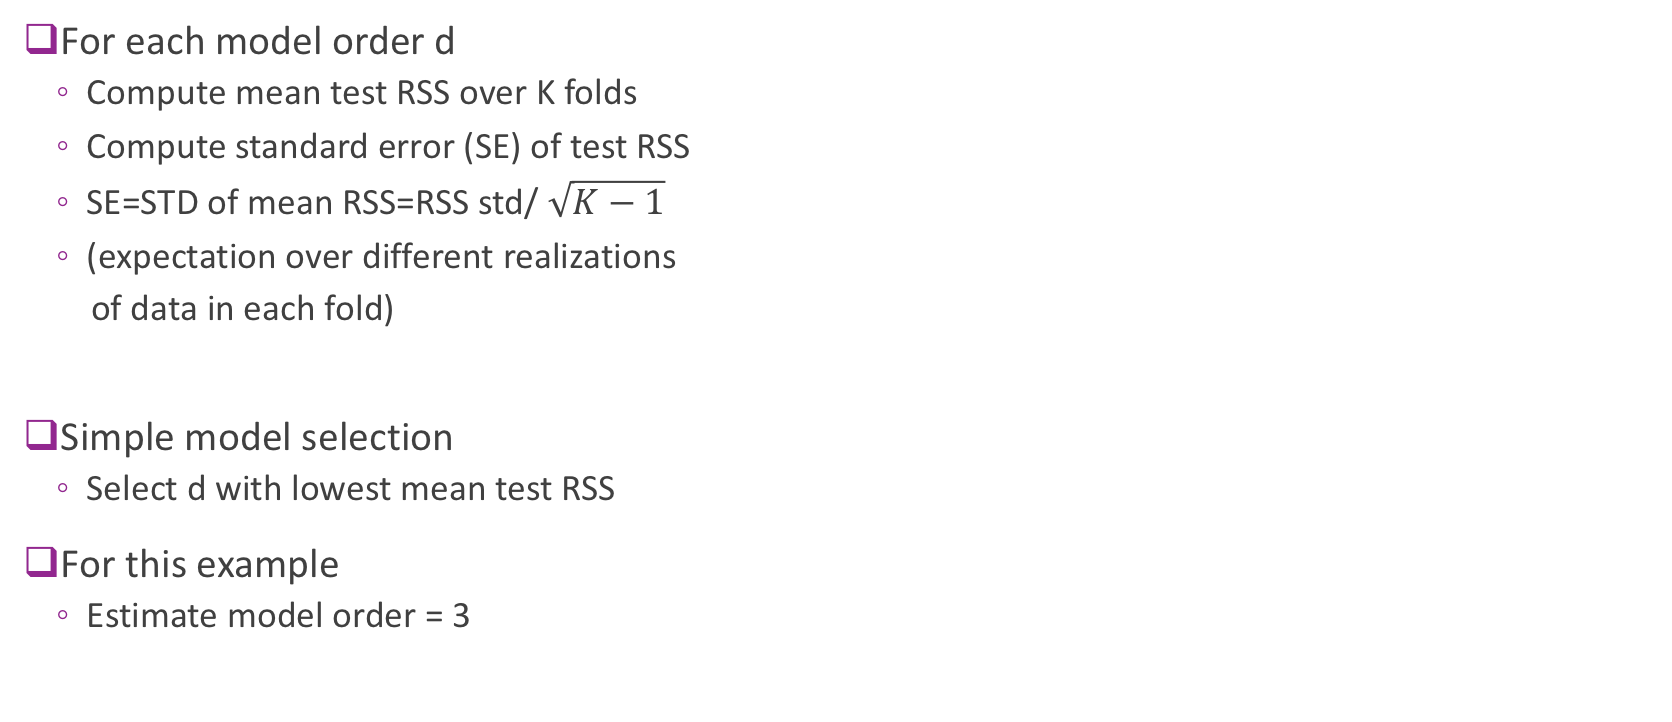 ❑For each model order d
◦ Compute mean test RSS over K folds
◦ Compute standard error (SE) of test RSS
◦ SE=STD of mean RSS=RSS std/ √(K − 1)
◦ (expectation over different realizations
of data in each fold)
❑Simple model selection
◦ Select d with lowest mean test RSS
❑For this example
◦ Estimate model order = 3